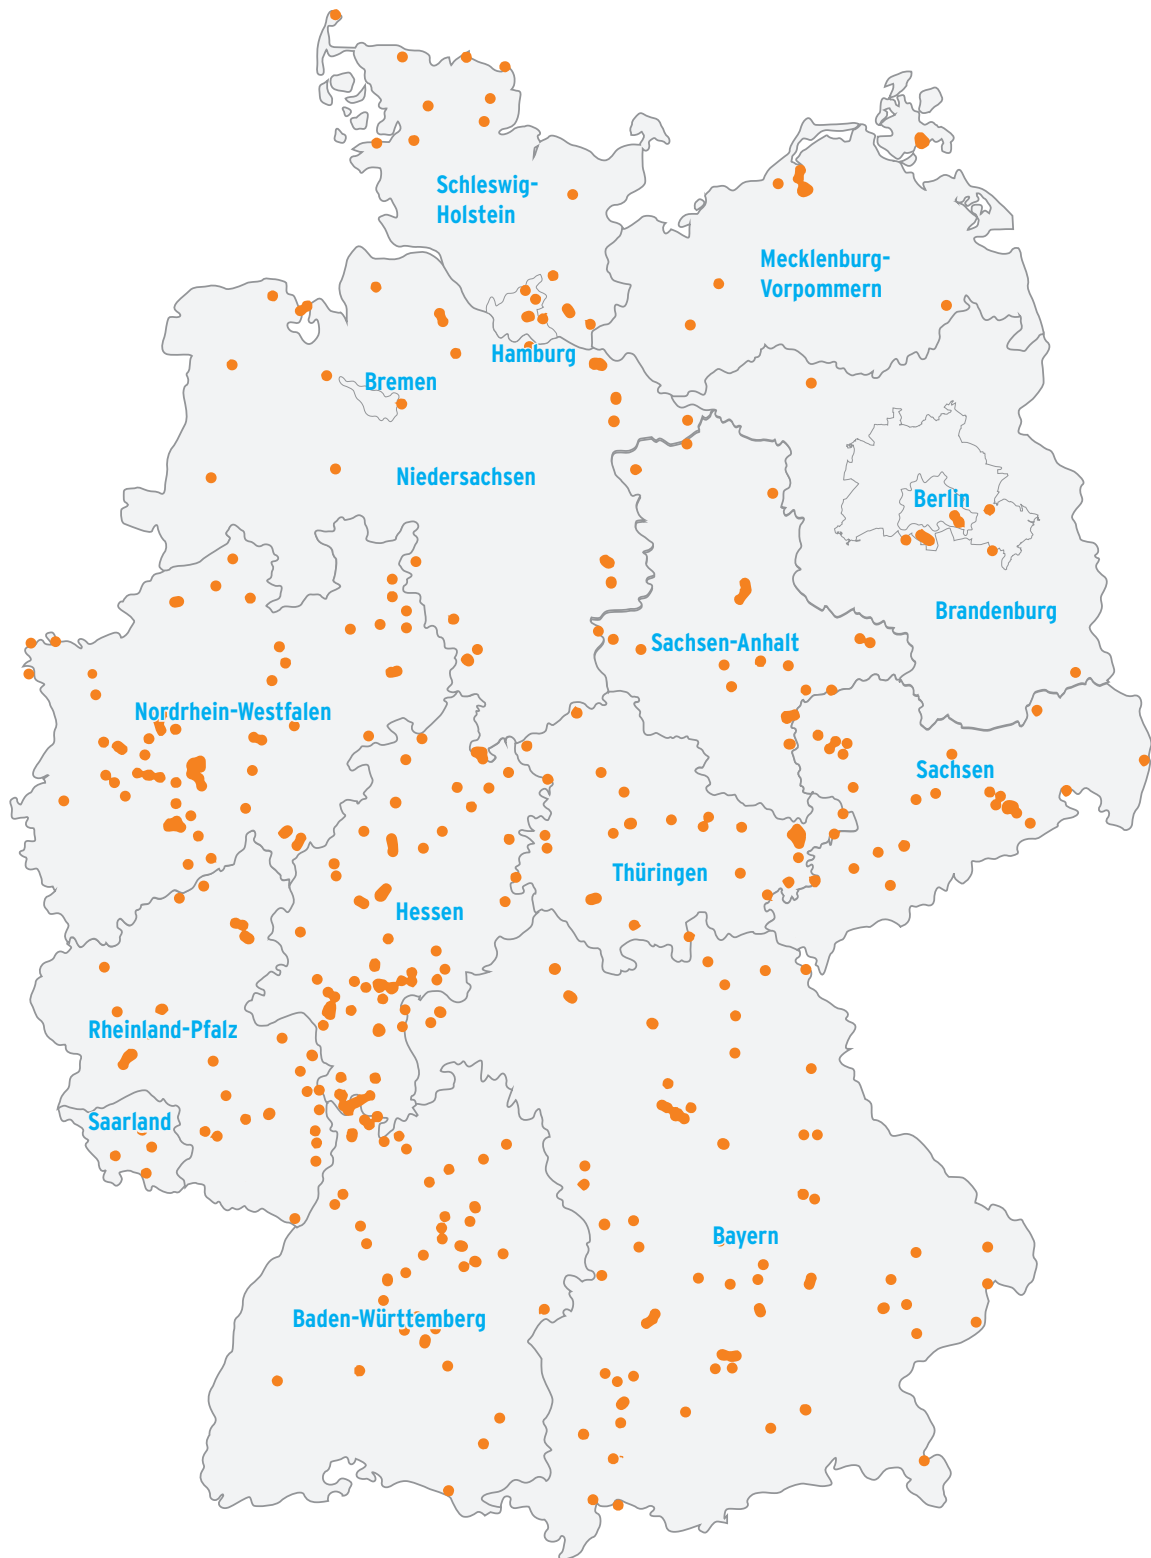 Schleswig-
Holstein
Mecklenburg-
Vorpommern
Hamburg
Bremen
Niedersachsen
Berlin
Brandenburg
Sachsen-Anhalt
Nordrhein-Westfalen
Sachsen
Thüringen
Hessen
Rheinland-Pfalz
Saarland
Bayern
Baden-Württemberg